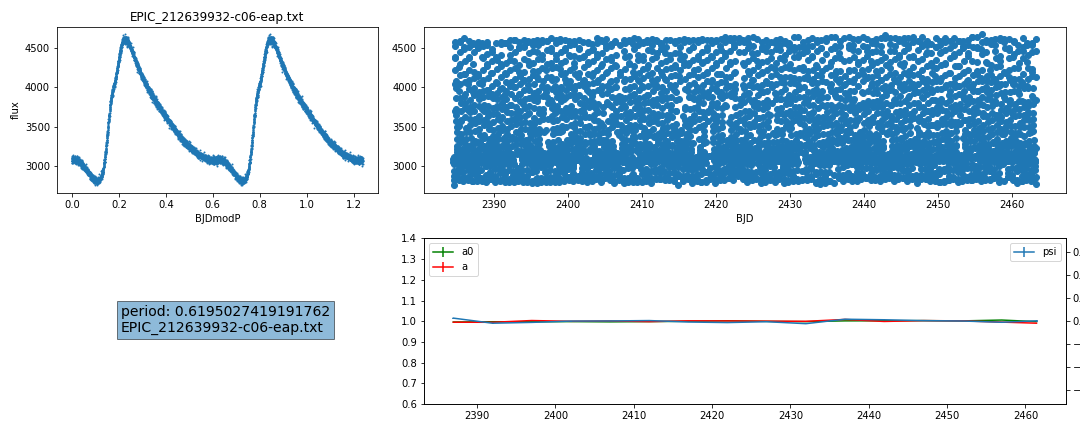 EPIC_212639932-c06-eap.txt
4500
4000
3500
3000
flux
0.0 0.2 0.4 0.6 0.8 1.0 1.2
BJDmodP
4500
4000
3500
3000
2390 2400 2410 2420 2430 2440 2450 2460
BJD
period: 0.6195027419191762
EPIC_212639932-c06-eap.txt
1.4
1.3
1.2
1.1
1.0
0.9
0.8
0.7
0.6
a0
a
psi
2390 2400 2410 2420 2430 2440 2450 2460